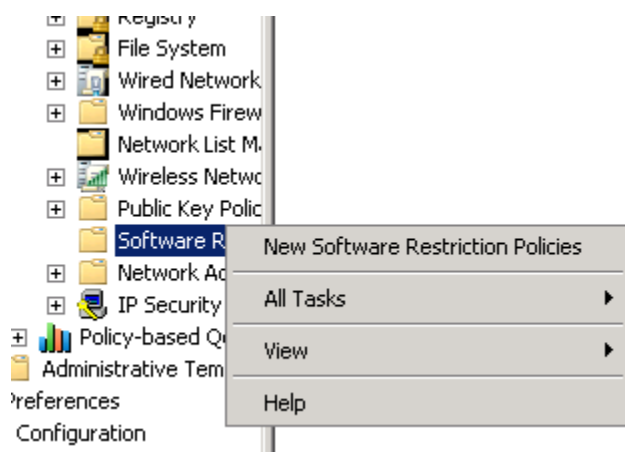 Registry
File System
Wired Network
Windows Firew
Network List M
Wireless Netwo
Public Key Polic
Software R
New Software Restriction Policies
Network Ac
All Tasks
IP Security
Policy-based Q
View
Administrative Tem
Preferences
Help
Configuration